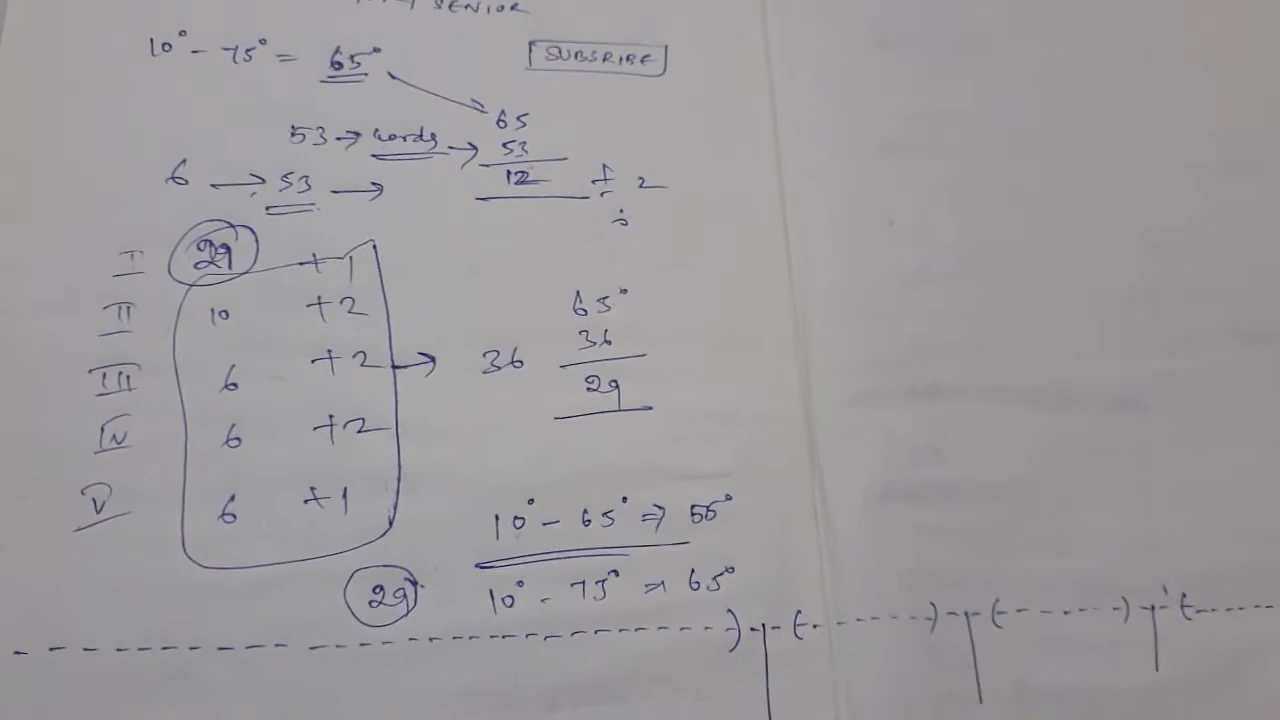 SENIOR
10° - 75° = 65°
SUBSRIBE
65
53 → words → 53
6 → 53 → 12 + 2
I 29 + 1
II 10 + 2
65°
III 6 + 2 → 36 36
29
IV 6 + 2
V 6 + 1
10° - 65° ⇒ 55°
29 10° - 75° ⇒ 65°